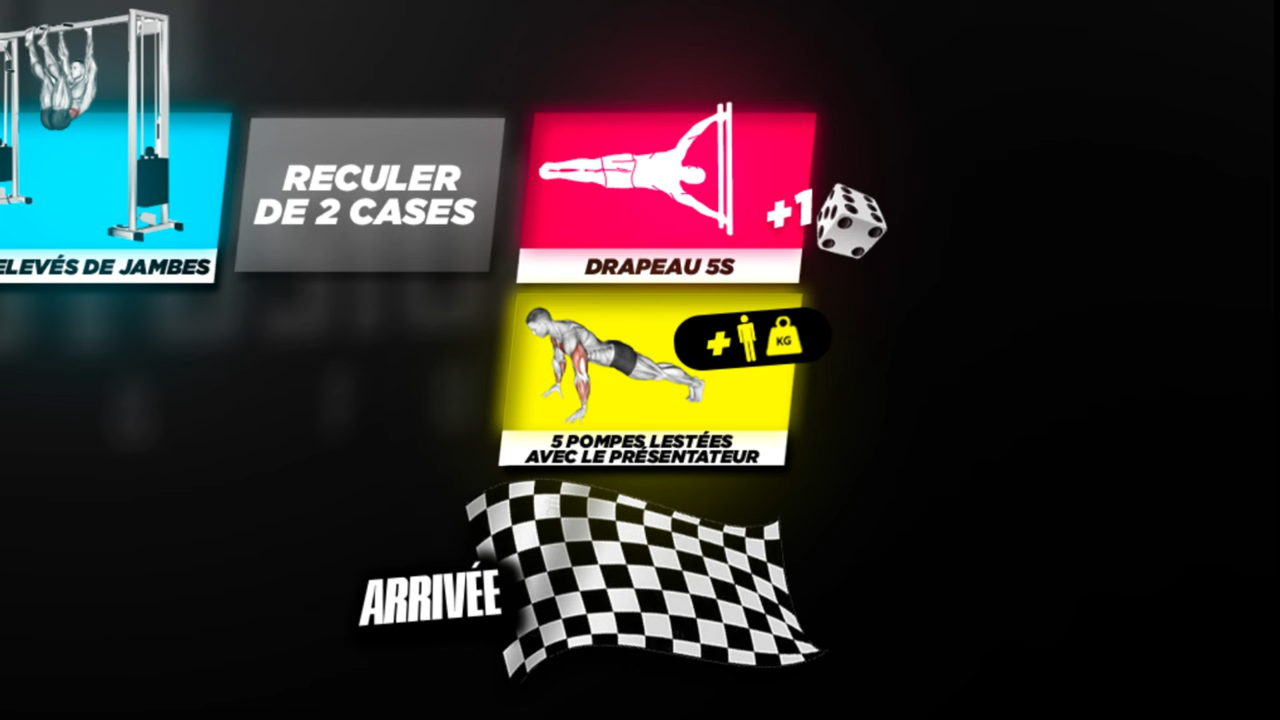 RECULER
DE 2 CASES
+1
ELEVÉS DE JAMBES
DRAPEAU 5S
+
KG
5 POMPES LESTÉES
AVEC LE PRÉSENTATEUR
ARRIVÉE